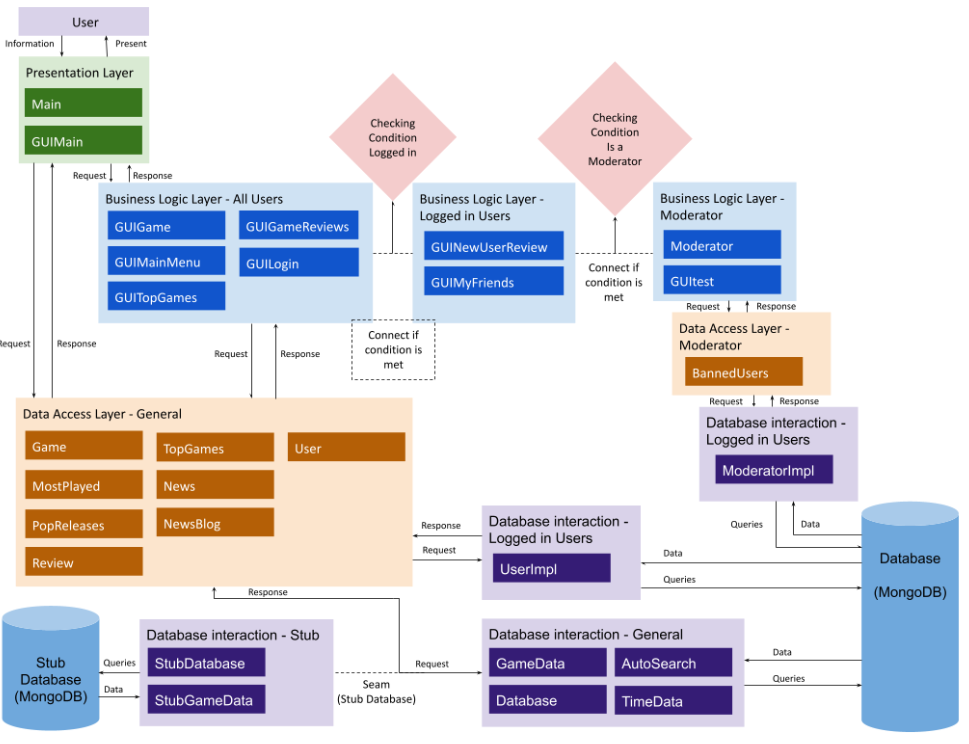 User
Information
Present
Presentation Layer
Main
GUIMain
Request
Response
Checking
Condition
Logged in
Checking
Condition
Is a
Moderator
Business Logic Layer - All Users
GUIGame
GUIGameReviews
GUIMainMenu
GUILogin
GUITopGames
Business Logic Layer -
Logged in Users
GUINewUserReview
GUIMyFriends
Business Logic Layer -
Moderator
Moderator
GUItest
Connect if
condition is
met
Connect if
condition is
met
Request
Response
Data Access Layer -
Moderator
BannedUsers
Request
Response
Request
Response
Request
Response
Data Access Layer - General
Game
TopGames
User
MostPlayed
News
PopReleases
NewsBlog
Review
Database interaction -
Logged in Users
ModeratorImpl
Queries
Data
Database
(MongoDB)
Response
Request
Database interaction -
Logged in Users
UserImpl
Data
Queries
Response
Request
Stub
Database
(MongoDB)
Queries
Data
Database interaction - Stub
StubDatabase
StubGameData
Seam
(Stub Database)
Database interaction - General
GameData
AutoSearch
Database
TimeData
Data
Queries